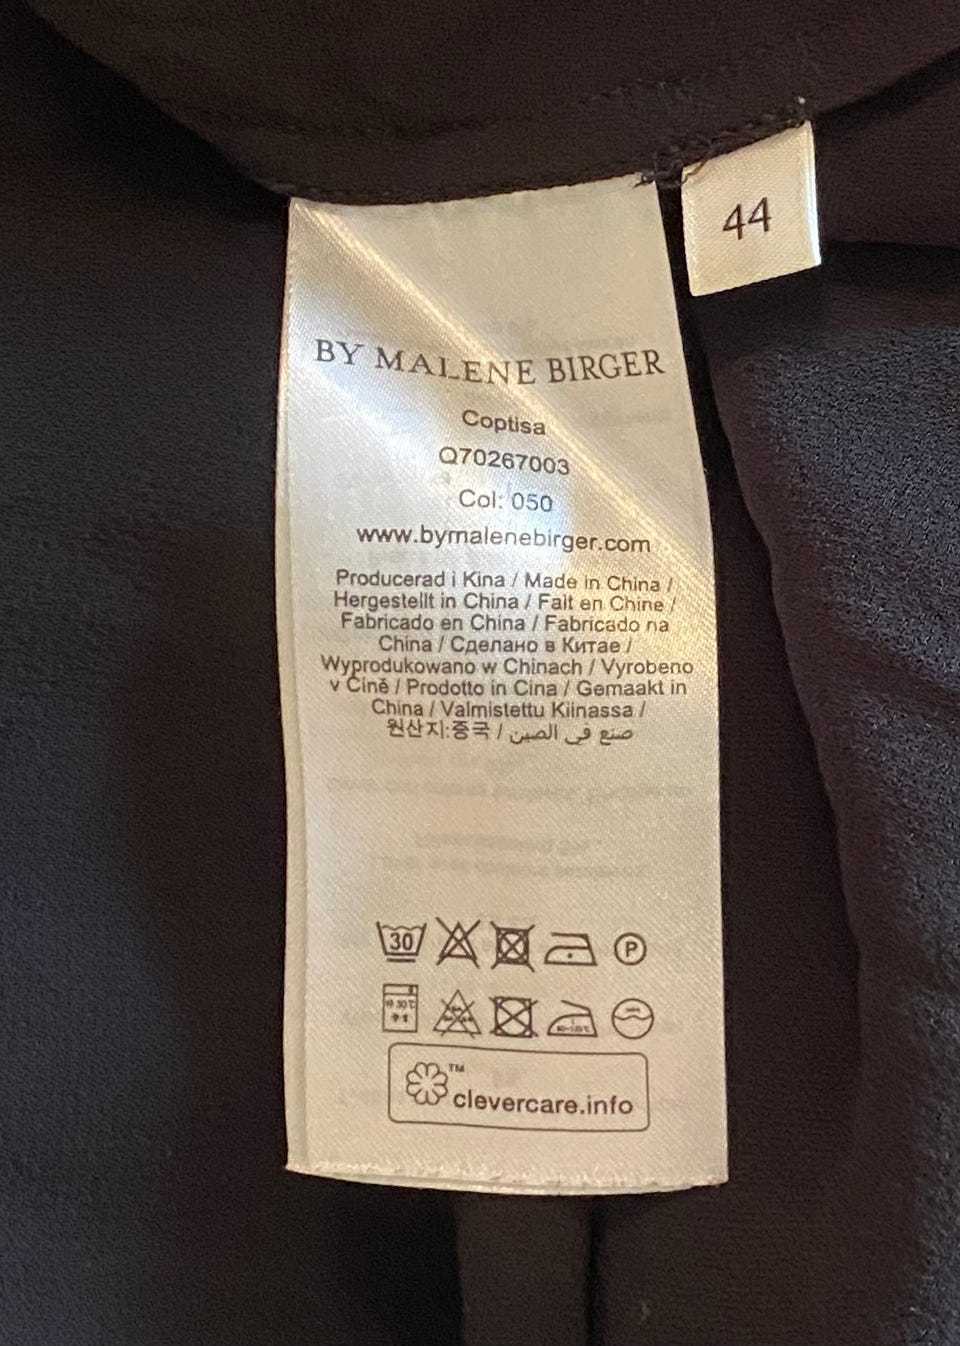 44
BY MALENE BIRGER
Coptisa
Q70267003
Col: 050
www.bymalenebirger.com
Producerad i Kina / Made in China /
Hergestellt in China / Fait en Chine /
Fabricado en China / Fabricado na
China / Сделано в Китае /
Wyprodukowano w Chinach / Vyrobeno
v Číně / Prodotto in Cina / Gemaakt in
China / Valmistettu Kiinassa /
원산지:중국 / صنع في الصين
30
P
clevercare.info